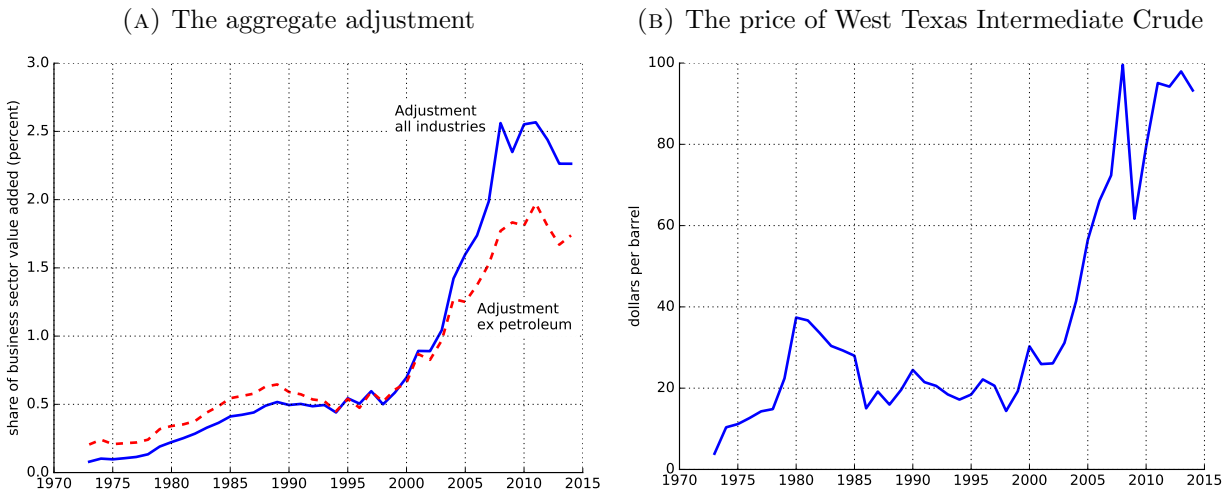 (A) The aggregate adjustment
share of business sector value added (percent)
3.0
2.5
2.0
1.5
1.0
0.5
0.0
Adjustment
all industries
Adjustment
ex petroleum
1970 1975 1980 1985 1990 1995 2000 2005 2010 2015
(B) The price of West Texas Intermediate Crude
dollars per barrel
100
80
60
40
20
0
1970 1975 1980 1985 1990 1995 2000 2005 2010 2015